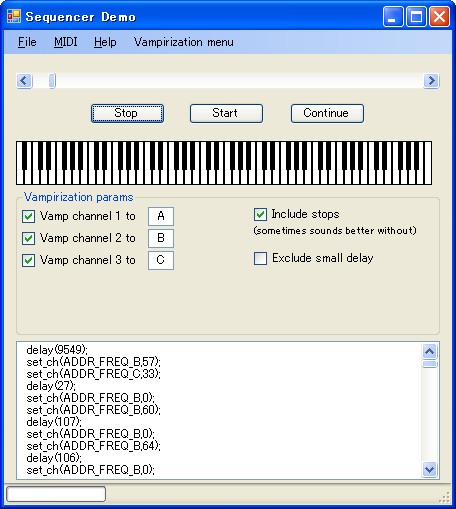 Sequencer Demo
File MIDI Help Vampirization menu
Stop Start Continue
Vampirization params
Vamp channel 1 to A
Include stops
(sometimes sounds better without)
Vamp channel 2 to B
Vamp channel 3 to C
Exclude small delay
delay(9549);
set_ch(ADDR_FREQ_B,57);
set_ch(ADDR_FREQ_C,33);
delay(27);
set_ch(ADDR_FREQ_B,0);
set_ch(ADDR_FREQ_B,60);
delay(107);
set_ch(ADDR_FREQ_B,0);
set_ch(ADDR_FREQ_B,64);
delay(106);
set_ch(ADDR_FREQ_B,0);